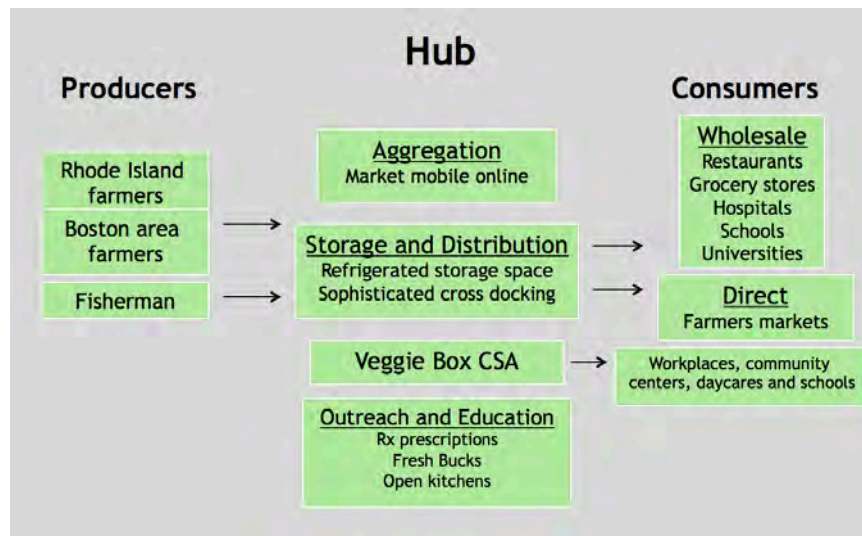 Hub
Producers
Consumers
Rhode Island
farmers
Boston area
farmers
Fisherman
Aggregation
Market mobile online
Storage and Distribution
Refrigerated storage space
Sophisticated cross docking
Veggie Box CSA
Outreach and Education
Rx prescriptions
Fresh Bucks
Open kitchens
Wholesale
Restaurants
Grocery stores
Hospitals
Schools
Universities
Direct
Farmers markets
Workplaces, community
centers, daycares and schools